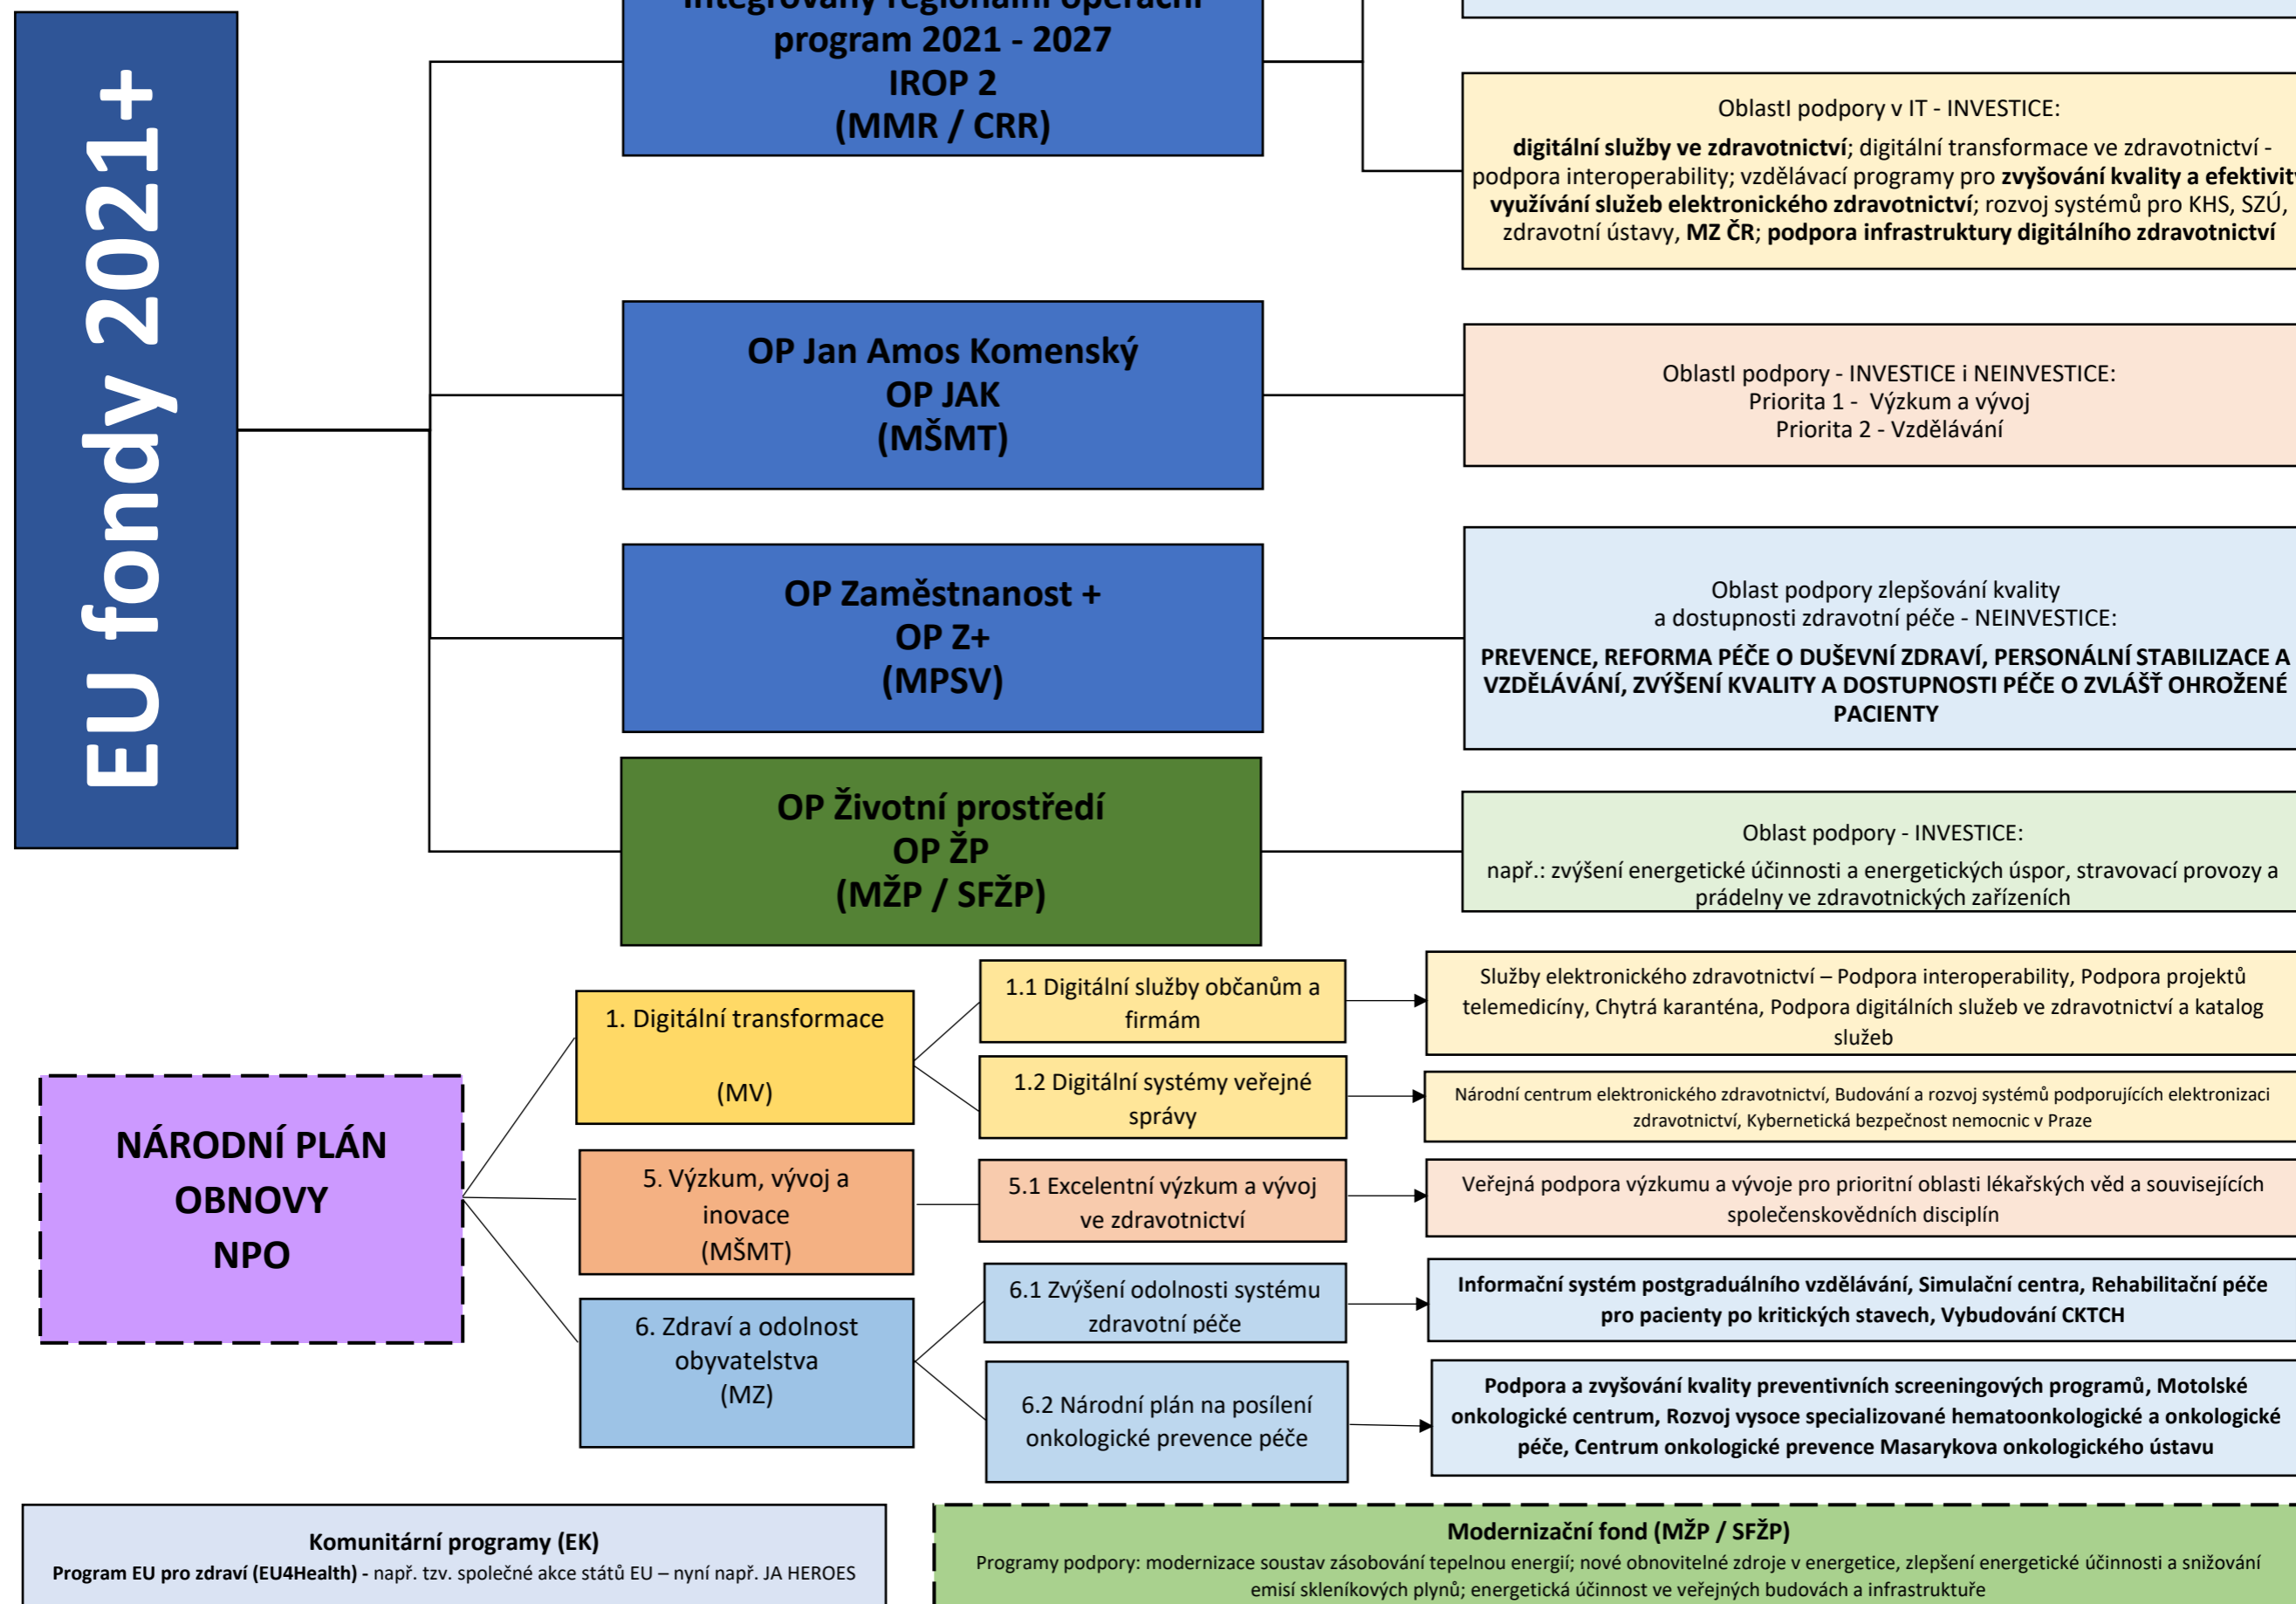 EU fondy 2021+
Integrovaný regionální operační
program 2021 - 2027
IROP 2
(MMR / CRR)
OblastI podpory v IT - INVESTICE:
digitální služby ve zdravotnictví; digitální transformace ve zdravotnictví -
podpora interoperability; vzdělávací programy pro zvyšování kvality a efektivity
využívání služeb elektronického zdravotnictví; rozvoj systémů pro KHS, SZÚ,
zdravotní ústavy, MZ ČR; podpora infrastruktury digitálního zdravotnictví
OP Jan Amos Komenský
OP JAK
(MŠMT)
OblastI podpory - INVESTICE i NEINVESTICE:
Priorita 1 - Výzkum a vývoj
Priorita 2 - Vzdělávání
OP Zaměstnanost +
OP Z+
(MPSV)
Oblast podpory zlepšování kvality
a dostupnosti zdravotní péče - NEINVESTICE:
PREVENCE, REFORMA PÉČE O DUŠEVNÍ ZDRAVÍ, PERSONÁLNÍ STABILIZACE A
VZDĚLÁVÁNÍ, ZVÝŠENÍ KVALITY A DOSTUPNOSTI PÉČE O ZVLÁŠŤ OHROŽENÉ
PACIENTY
OP Životní prostředí
OP ŽP
(MŽP / SFŽP)
Oblast podpory - INVESTICE:
např.: zvýšení energetické účinnosti a energetických úspor, stravovací provozy a
prádelny ve zdravotnických zařízeních
NÁRODNÍ PLÁN
OBNOVY
NPO
1. Digitální transformace
(MV)
1.1 Digitální služby občanům a
firmám
Služby elektronického zdravotnictví – Podpora interoperability, Podpora projektů
telemedicíny, Chytrá karanténa, Podpora digitálních služeb ve zdravotnictví a katalog
služeb
1.2 Digitální systémy veřejné
správy
Národní centrum elektronického zdravotnictví, Budování a rozvoj systémů podporujících elektronizaci
zdravotnictví, Kybernetická bezpečnost nemocnic v Praze
5. Výzkum, vývoj a
inovace
(MŠMT)
5.1 Excelentní výzkum a vývoj
ve zdravotnictví
Veřejná podpora výzkumu a vývoje pro prioritní oblasti lékařských věd a souvisejících
společenskovědních disciplín
6. Zdraví a odolnost
obyvatelstva
(MZ)
6.1 Zvýšení odolnosti systému
zdravotní péče
Informační systém postgraduálního vzdělávání, Simulační centra, Rehabilitační péče
pro pacienty po kritických stavech, Vybudování CKTCH
6.2 Národní plán na posílení
onkologické prevence péče
Podpora a zvyšování kvality preventivních screeningových programů, Motolské
onkologické centrum, Rozvoj vysoce specializované hematoonkologické a onkologické
péče, Centrum onkologické prevence Masarykova onkologického ústavu
Komunitární programy (EK)
Program EU pro zdraví (EU4Health) - např. tzv. společné akce států EU – nyní např. JA HEROES
Modernizační fond (MŽP / SFŽP)
Programy podpory: modernizace soustav zásobování tepelnou energií; nové obnovitelné zdroje v energetice, zlepšení energetické účinnosti a snižování
emisí skleníkových plynů; energetická účinnost ve veřejných budovách a infrastruktuře